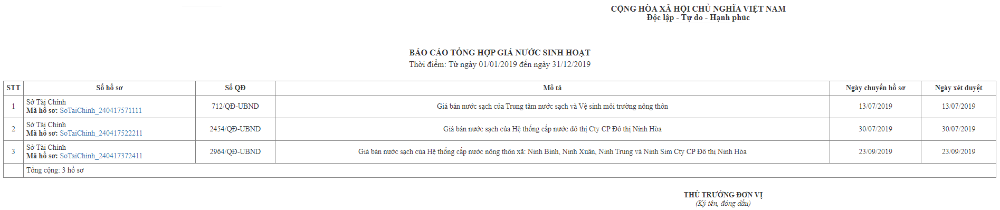 CỘNG HÒA XÃ HỘI CHỦ NGHĨA VIỆT NAM
Độc lập - Tự do - Hạnh phúc
BÁO CÁO TỔNG HỢP GIÁ NƯỚC SINH HOẠT
Thời điểm: Từ ngày 01/01/2019 đến ngày 31/12/2019
STT Số hồ sơ Số QĐ Mô tả Ngày chuyển hồ sơ Ngày xét duyệt
1 Sở Tài Chính 712/QĐ-UBND Giá bán nước sạch của Trung tâm nước sạch và Vệ sinh môi trường nông thôn 13/07/2019 13/07/2019
Mã hồ sơ: SoTaiChinh_240417571111
2 Sở Tài Chính 2454/QĐ-UBND Giá bán nước sạch của Hệ thống cấp nước đô thị Cty CP Đô thị Ninh Hòa 30/07/2019 30/07/2019
Mã hồ sơ: SoTaiChinh_240417522211
3 Sở Tài Chính 2964/QĐ-UBND Giá bán nước sạch của Hệ thống cấp nước nông thôn xã: Ninh Bình, Ninh Xuân, Ninh Trung và Ninh Sim Cty CP Đô thị Ninh Hòa 23/09/2019 23/09/2019
Mã hồ sơ: SoTaiChinh_240417372411
Tổng cộng: 3 hồ sơ
THỦ TRƯỞNG ĐƠN VỊ
(Ký tên, đóng dấu)